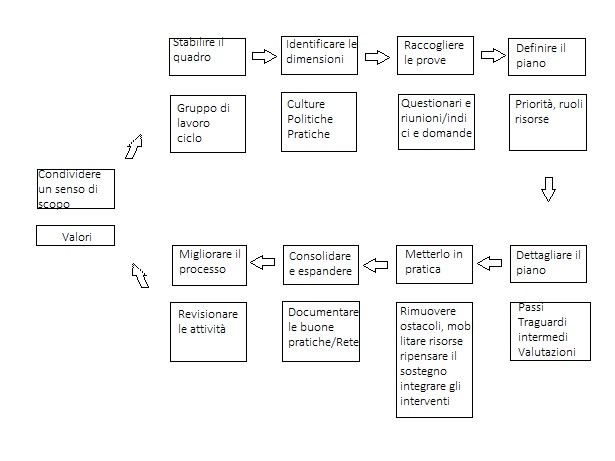 Stabilire il
quadro
Identificare le
dimensioni
Raccogliere
le prove
Definire il
piano
Gruppo di
lavoro
ciclo
Culture
Politiche
Pratiche
Questionari e
riunioni/indi
ci e domande
Priorità, ruoli
risorse
Condividere
un senso di
scopo
Valori
Migliorare il
processo
Consolidare
e espandere
Metterlo in
pratica
Dettagliare il
piano
Revisionare
le attività
Documentare
le buone
pratiche/Rete
Rimuovere
ostacoli, mob
litare risorse
ripensare il
sostegno
integrare gli
interventi
Passi
Traguardi
intermedi
Valutazioni